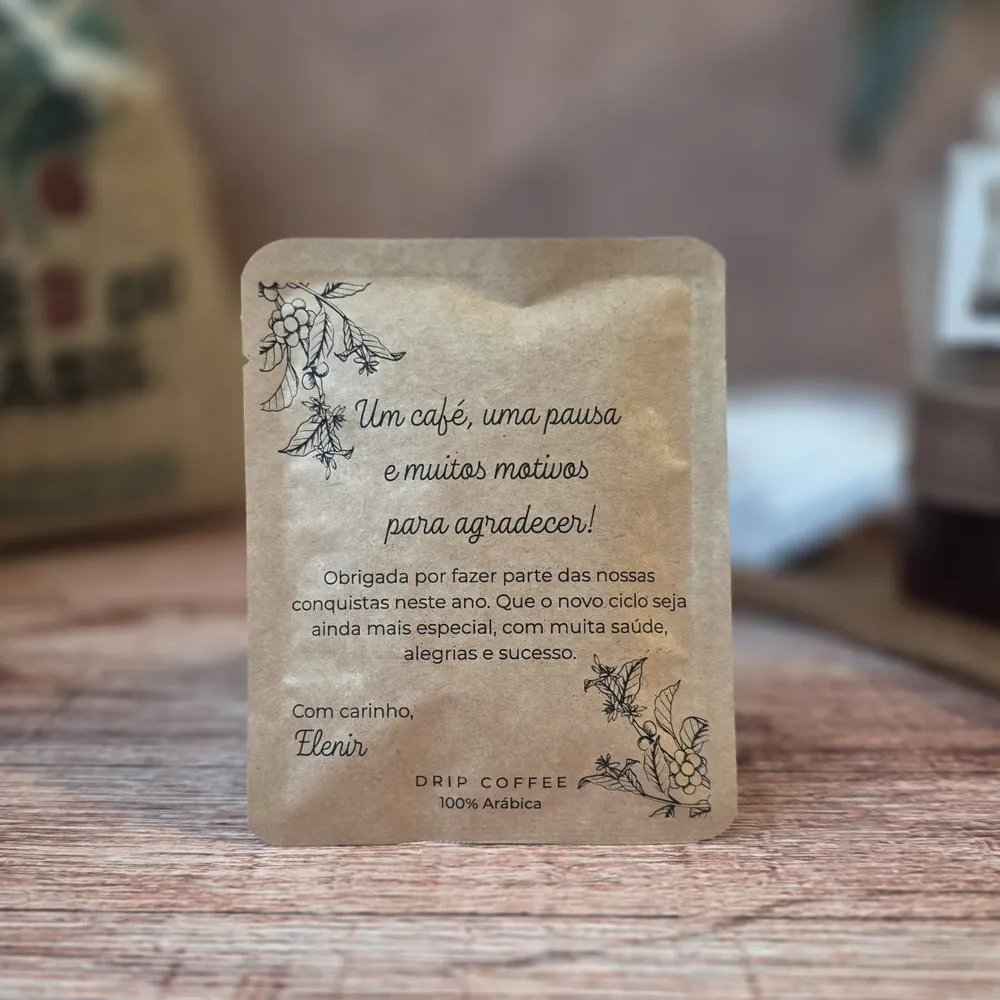 Um café, uma pausa
e muitos motivos
para agradecer!
Obrigada por fazer parte das nossas
conquistas neste ano. Que o novo ciclo seja
ainda mais especial, com muita saúde,
alegrias e sucesso.
Com carinho,
Elenir
DRIP COFFEE
100% Arábica